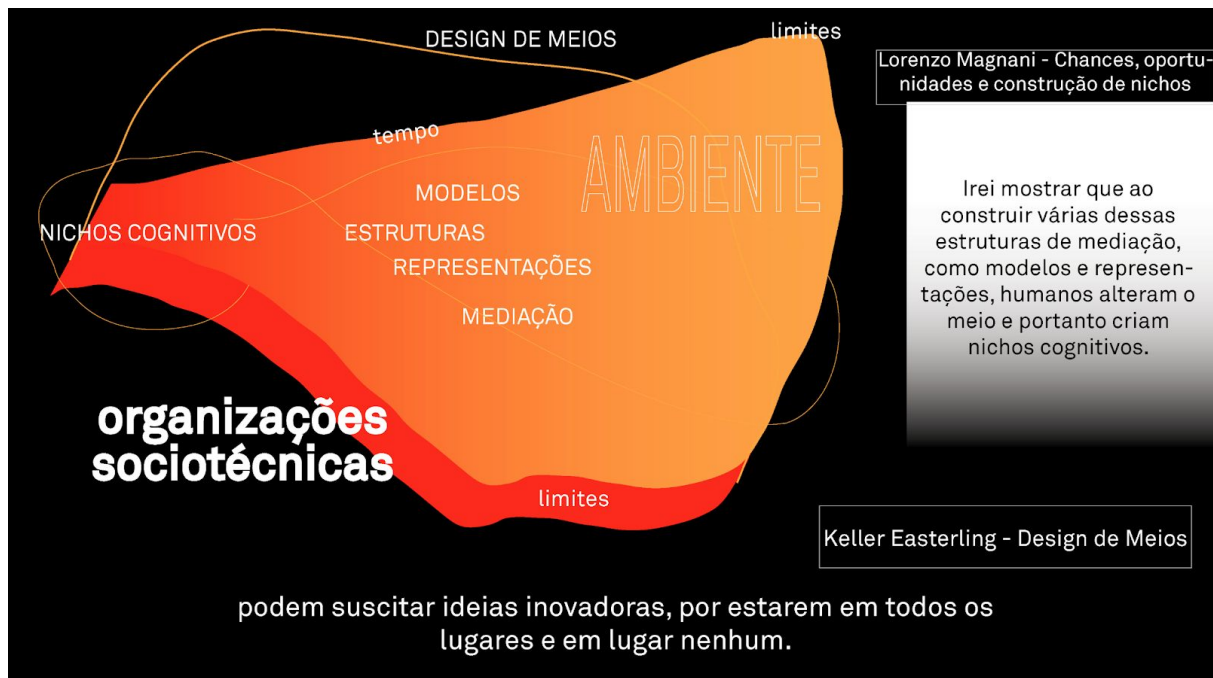 DESIGN DE MEIOS
limites
tempo
AMBIENTE
MODELOS
NICHOS COGNITIVOS
ESTRUTURAS
REPRESENTAÇÕES
MEDIAÇÃO
organizações
sociotécnicas
limites
Lorenzo Magnani - Chances, oportu-
nidades e construção de nichos
Irei mostrar que ao
construir várias dessas
estruturas de mediação,
como modelos e represen-
tações, humanos alteram o
meio e portanto criam
nichos cognitivos.
Keller Easterling - Design de Meios
podem suscitar ideias inovadoras, por estarem em todos os
lugares e em lugar nenhum.